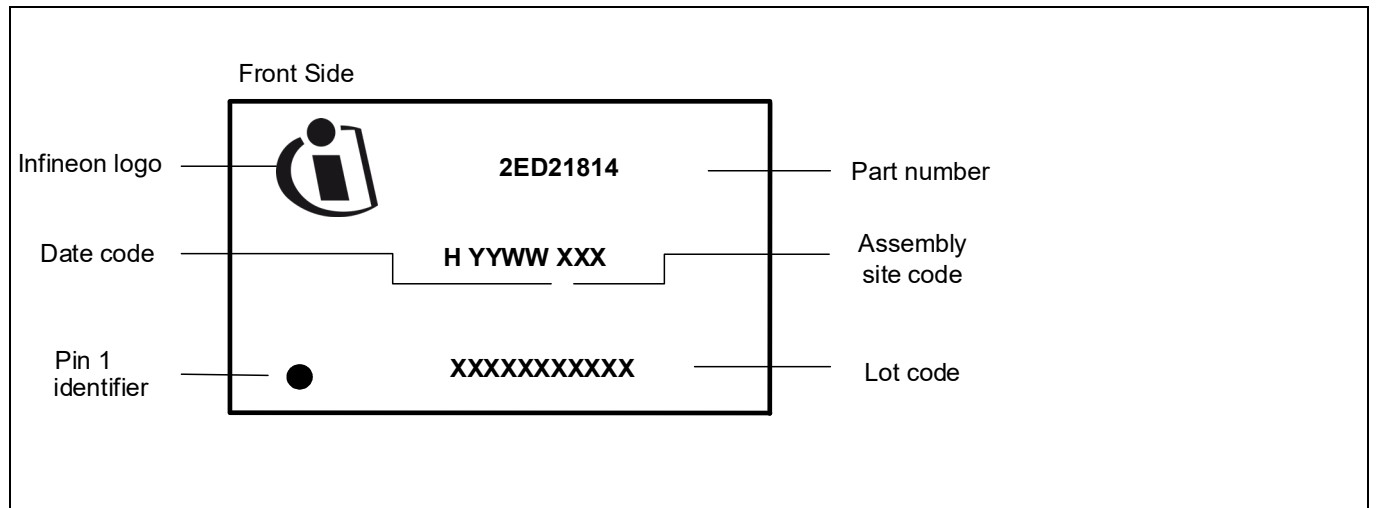 Front Side
Infineon logo
2ED21814
Part number
Date code
H YYWW XXX
Assembly
site code
Pin 1
identifier
XXXXXXXXXXX
Lot code